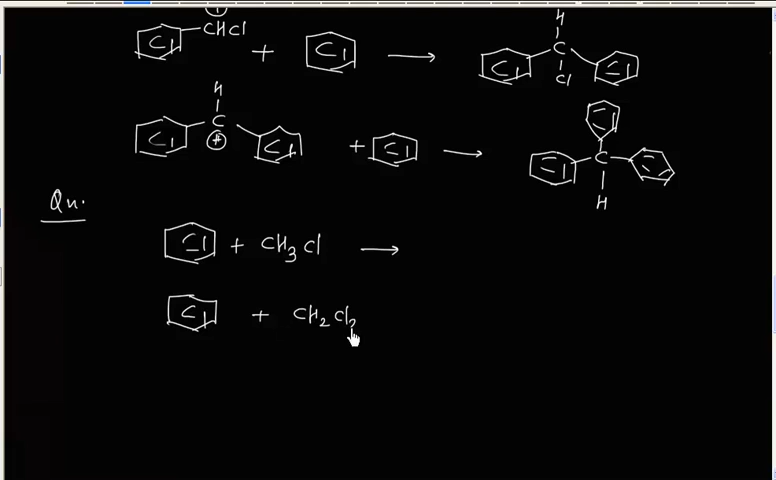 CHCl + → H C Cl
H C + + → C H
Qu.
+ CH3Cl →
+ CH2Cl2